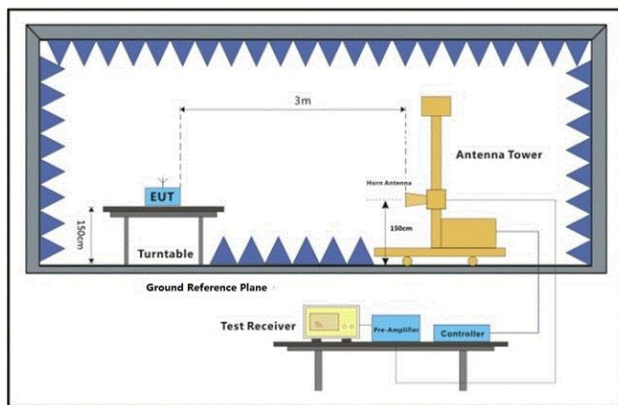 3m
Antenna Tower
Horn Antenna
EUT
150cm
150cm
Turntable
Ground Reference Plane
Test Receiver
Pre-Amplifier
Controller